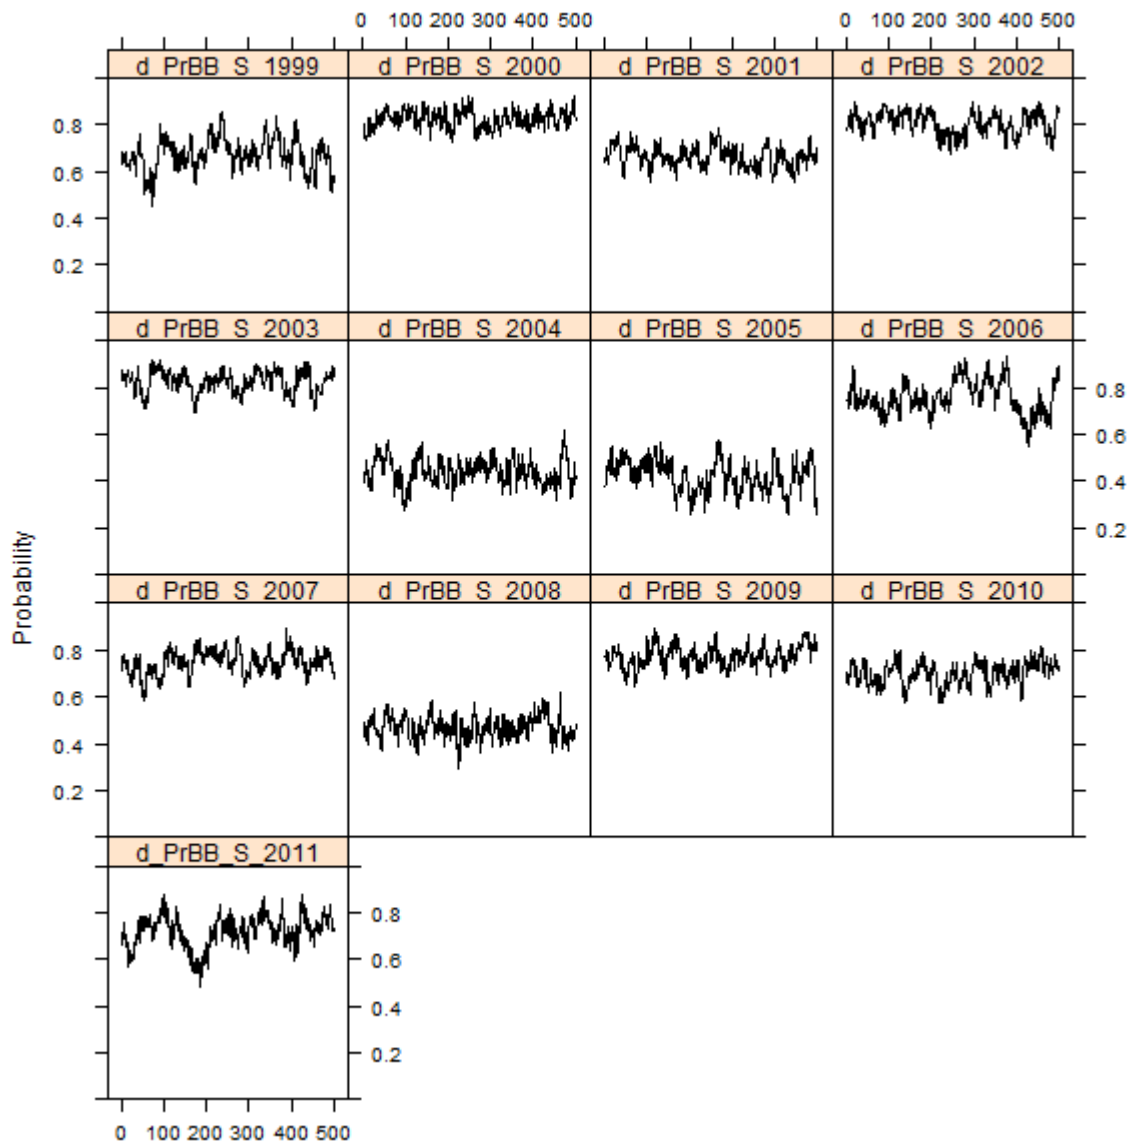 0 100 200 300 400 500 0 100 200 300 400 500
d_PrBB_S_1999 d_PrBB_S_2000 d_PrBB_S_2001 d_PrBB_S_2002
0.8
0.6
0.4
0.2
d_PrBB_S_2003 d_PrBB_S_2004 d_PrBB_S_2005 d_PrBB_S_2006
0.8
0.6
0.4
0.2
Probability
d_PrBB_S_2007 d_PrBB_S_2008 d_PrBB_S_2009 d_PrBB_S_2010
0.8
0.6
0.4
0.2
d_PrBB_S_2011
0.8
0.6
0.4
0.2
0 100 200 300 400 500